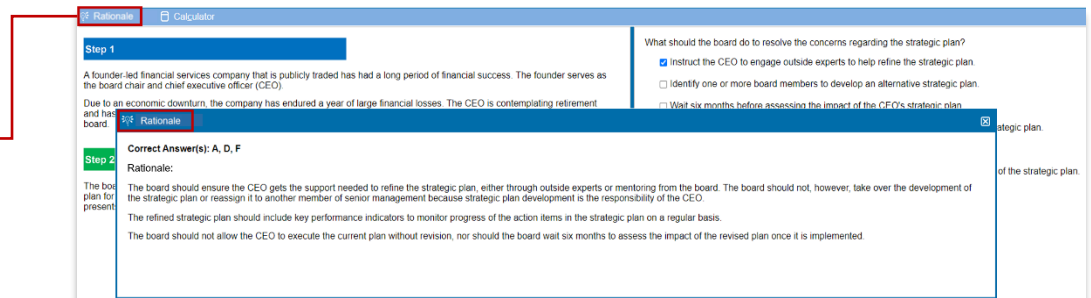 Rationale Calculator
Step 1
A founder-led financial services company that is publicly traded has had a long period of financial success. The founder serves as
the board chair and chief executive officer (CEO).
Due to an economic downturn, the company has endured a year of large financial losses. The CEO is contemplating retirement
and has
board.
Step 2
The boa
plan for
present
What should the board do to resolve the concerns regarding the strategic plan?
Instruct the CEO to engage outside experts to help refine the strategic plan.
Identify one or more board members to develop an alternative strategic plan.
Wait six months before assessing the impact of the CEO's strategic plan.
ategic plan.
of the strategic plan.
Rationale
Correct Answer(s): A, D, F
Rationale:
The board should ensure the CEO gets the support needed to refine the strategic plan, either through outside experts or mentoring from the board. The board should not, however, take over the development of
the strategic plan or reassign it to another member of senior management because strategic plan development is the responsibility of the CEO.
The refined strategic plan should include key performance indicators to monitor progress of the action items in the strategic plan on a regular basis.
The board should not allow the CEO to execute the current plan without revision, nor should the board wait six months to assess the impact of the revised plan once it is implemented.